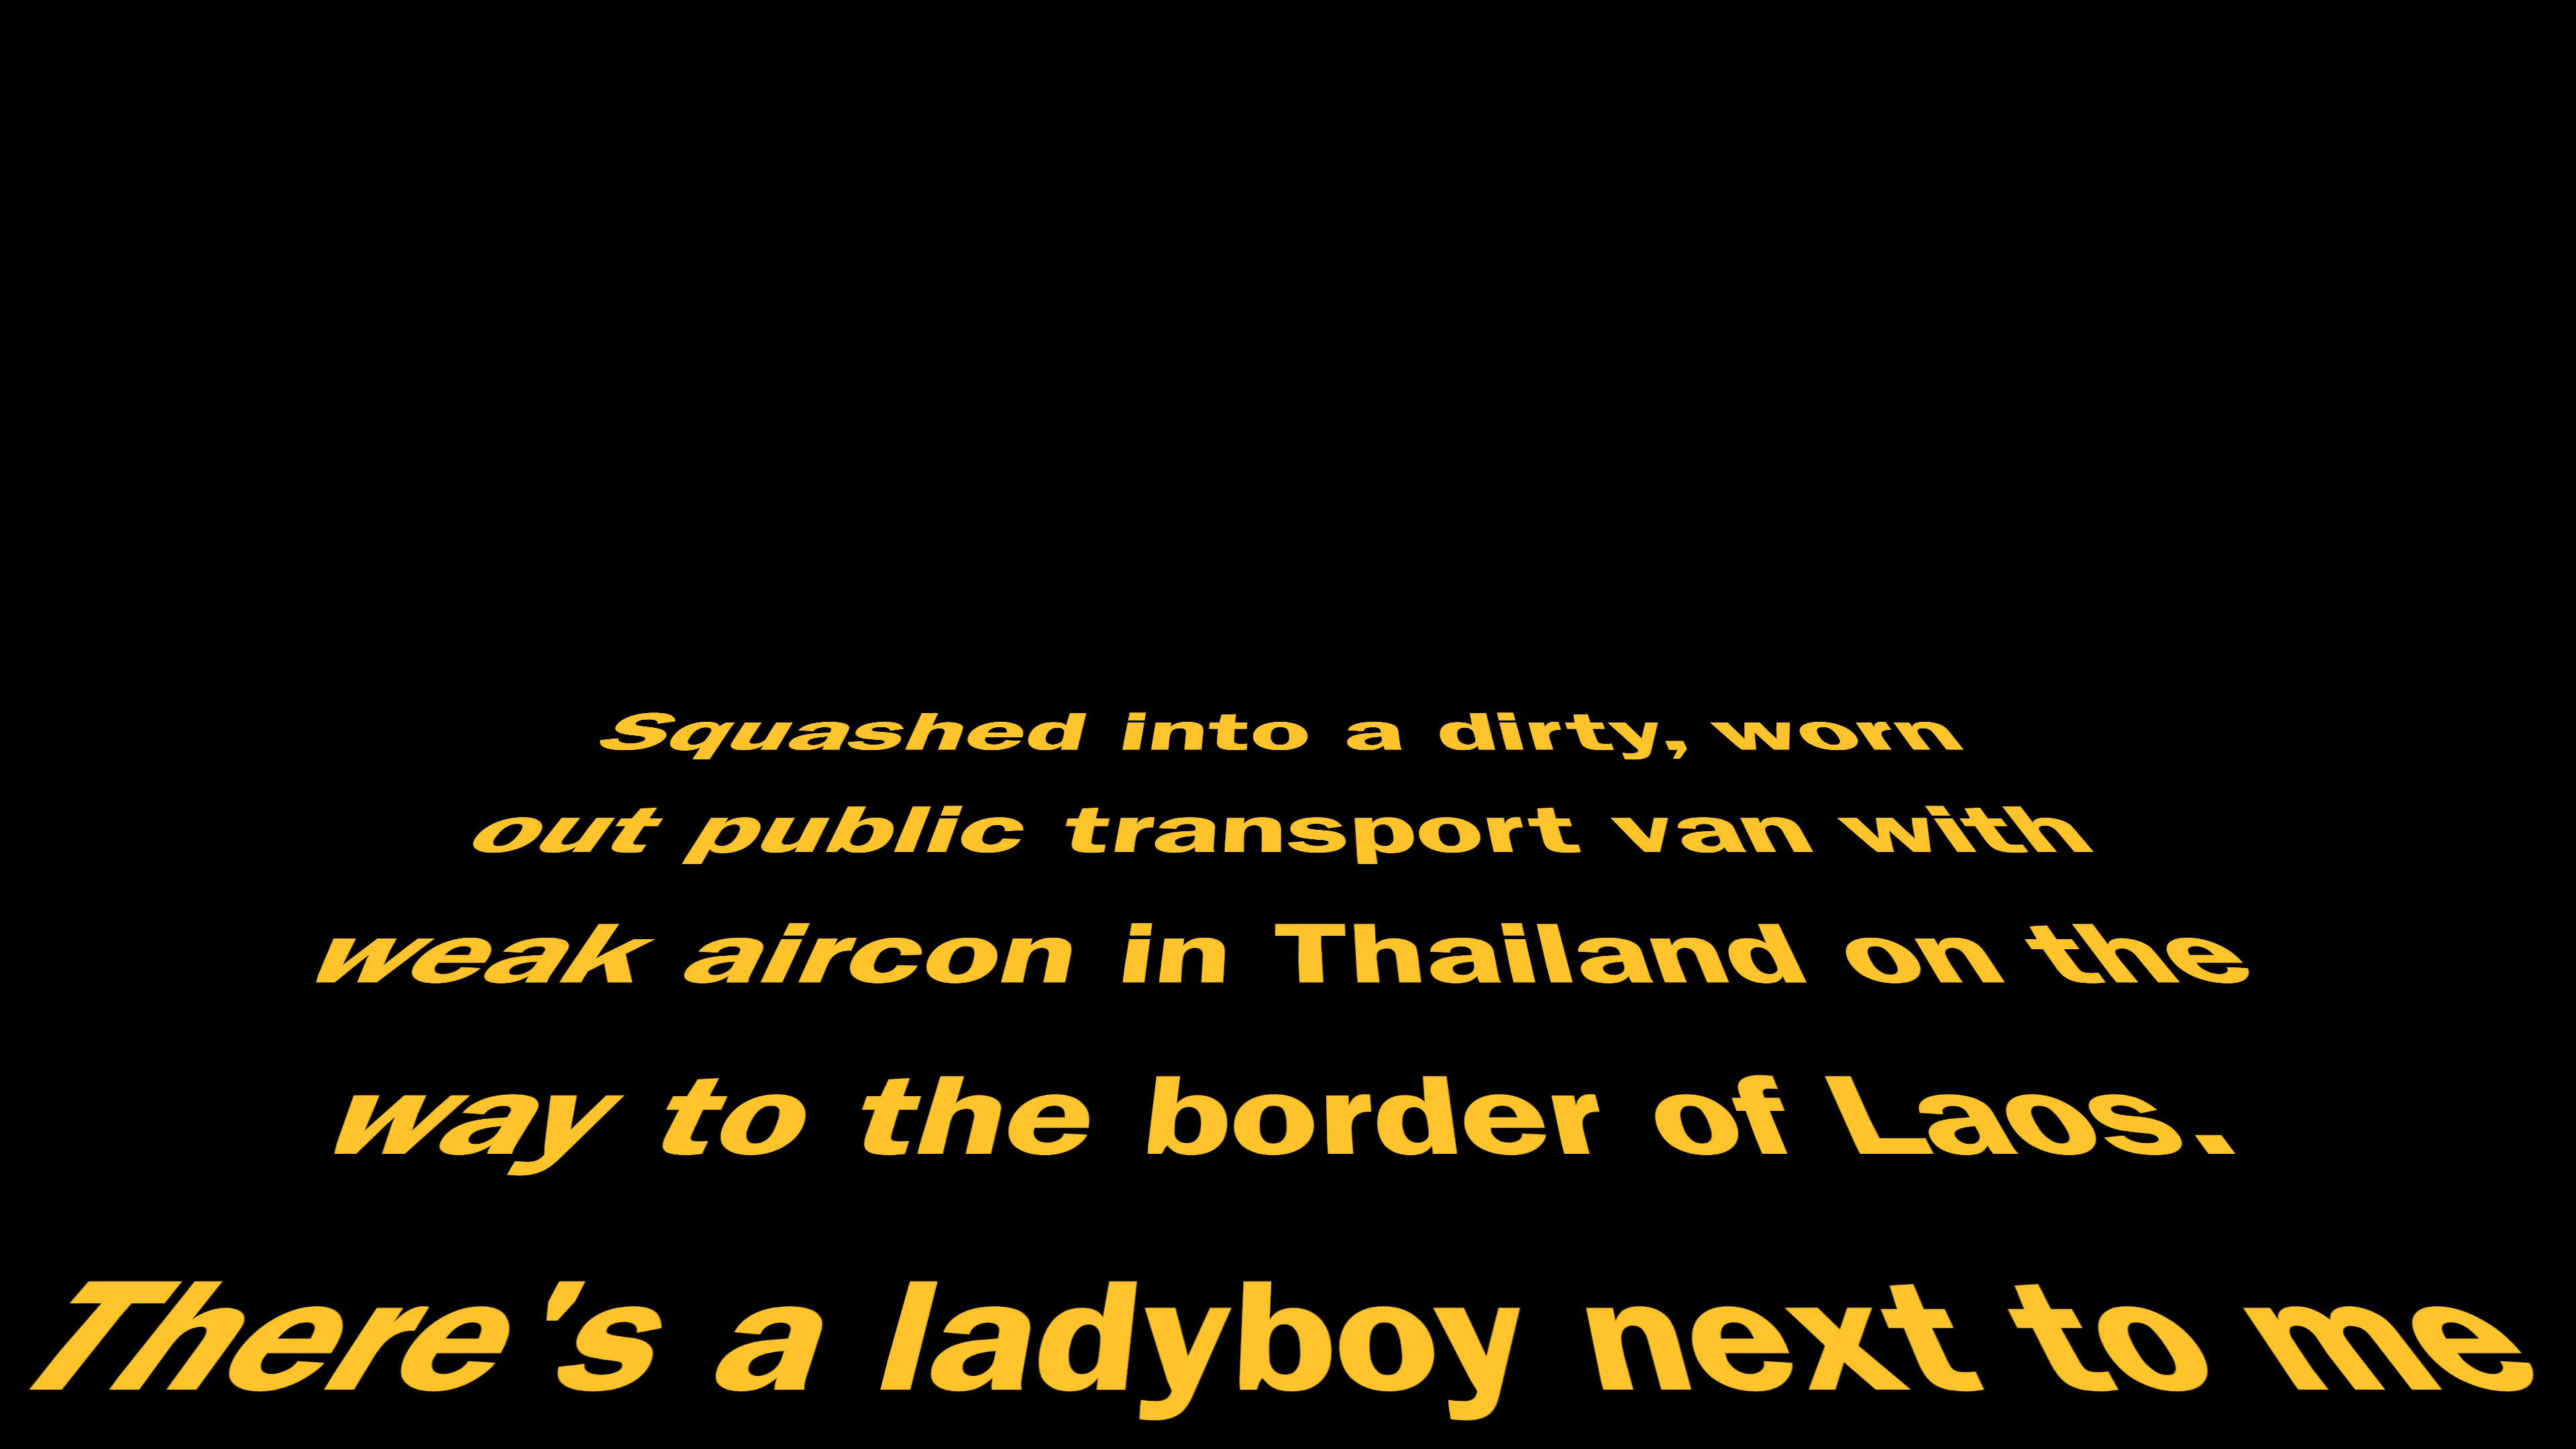 Squashed into a dirty, worn
out public transport van with
weak aircon in Thailand on the
way to the border of Laos.
There's a ladyboy next to me